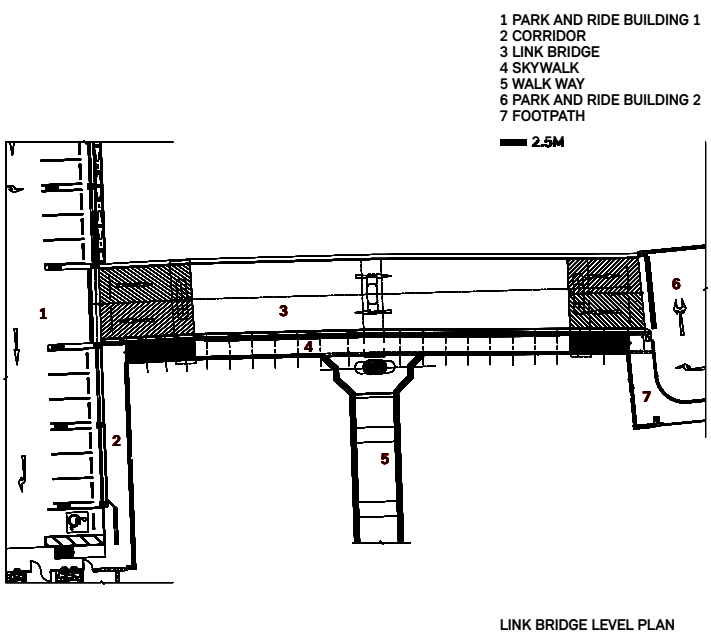 1 PARK AND RIDE BUILDING 1
2 CORRIDOR
3 LINK BRIDGE
4 SKYWALK
5 WALK WAY
6 PARK AND RIDE BUILDING 2
7 FOOTPATH
2.5M
6
1
3
4
7
2
5
LINK BRIDGE LEVEL PLAN